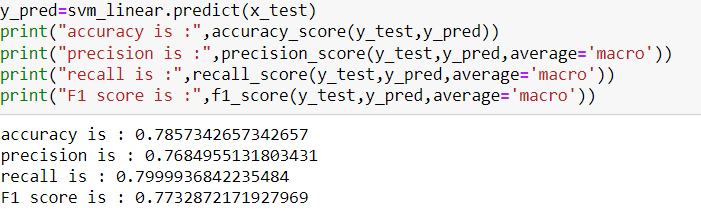 y_pred=svm_linear.predict(x_test)
print("accuracy is :",accuracy_score(y_test,y_pred))
print("precision is :",precision_score(y_test,y_pred,average='macro'))
print("recall is :",recall_score(y_test,y_pred,average='macro'))
print("F1 score is :",f1_score(y_test,y_pred,average='macro'))
accuracy is : 0.7857342657342657
precision is : 0.7684955131803431
recall is : 0.7999936842235484
F1 score is : 0.7732872171927969